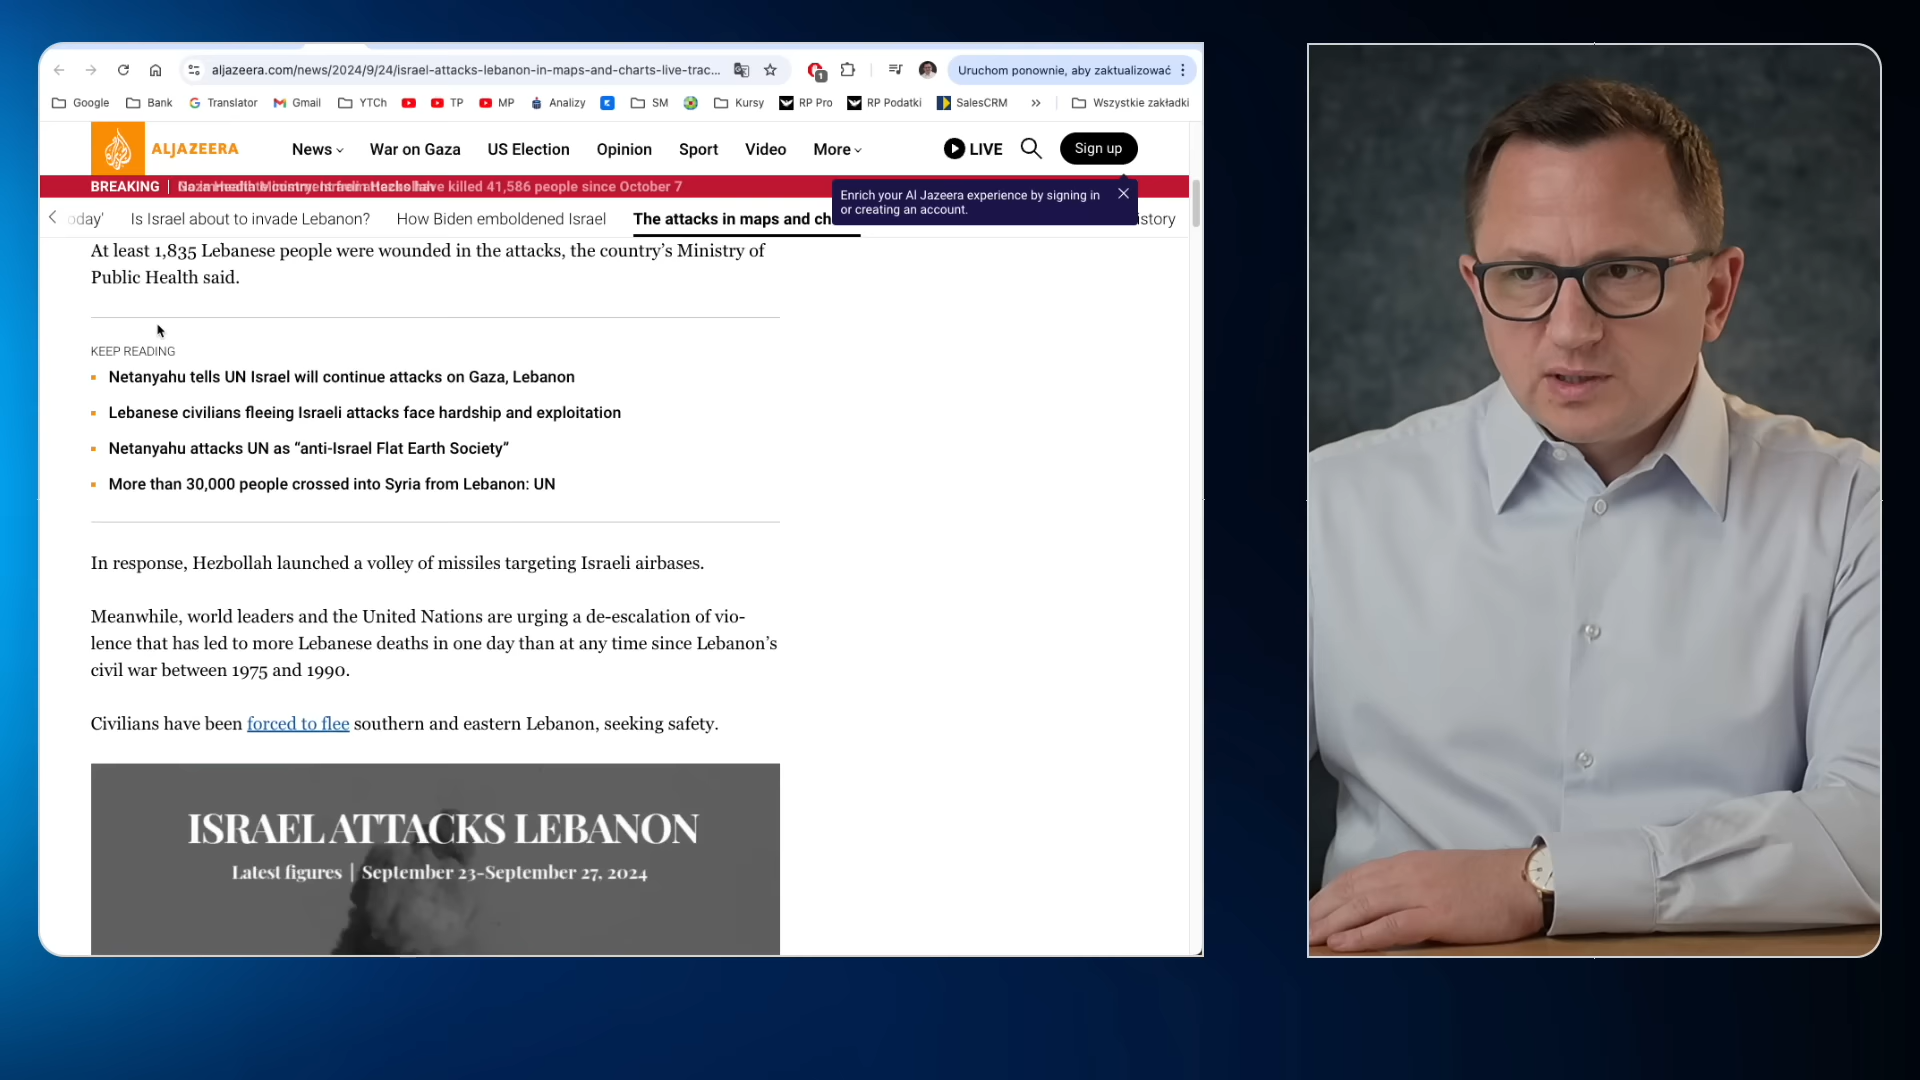 aljazeera.com/news/2024/9/24/israel-attacks-lebanon-in-maps-and-charts-live-trac...
1
Uruchom ponownie, aby zaktualizować
Google Bank Translator Gmail YTCh TP MP Analizy SM Kursy RP Pro RP Podatki SalesCRM » Wszystkie zakładki
ALJAZEERA
News War on Gaza US Election Opinion Sport Video More LIVE Sign up
BREAKING | have killed 41,586 people since October 7
Enrich your Al Jazeera experience by signing in
or creating an account.
oday' Is Israel about to invade Lebanon? How Biden emboldened Israel The attacks in maps and ch istory
At least 1,835 Lebanese people were wounded in the attacks, the country’s Ministry of
Public Health said.
KEEP READING
Netanyahu tells UN Israel will continue attacks on Gaza, Lebanon
Lebanese civilians fleeing Israeli attacks face hardship and exploitation
Netanyahu attacks UN as “anti-Israel Flat Earth Society”
More than 30,000 people crossed into Syria from Lebanon: UN
In response, Hezbollah launched a volley of missiles targeting Israeli airbases.
Meanwhile, world leaders and the United Nations are urging a de-escalation of vio-
lence that has led to more Lebanese deaths in one day than at any time since Lebanon’s
civil war between 1975 and 1990.
Civilians have been forced to flee southern and eastern Lebanon, seeking safety.
ISRAEL ATTACKS LEBANON
Latest figures | September 23-September 27, 2024